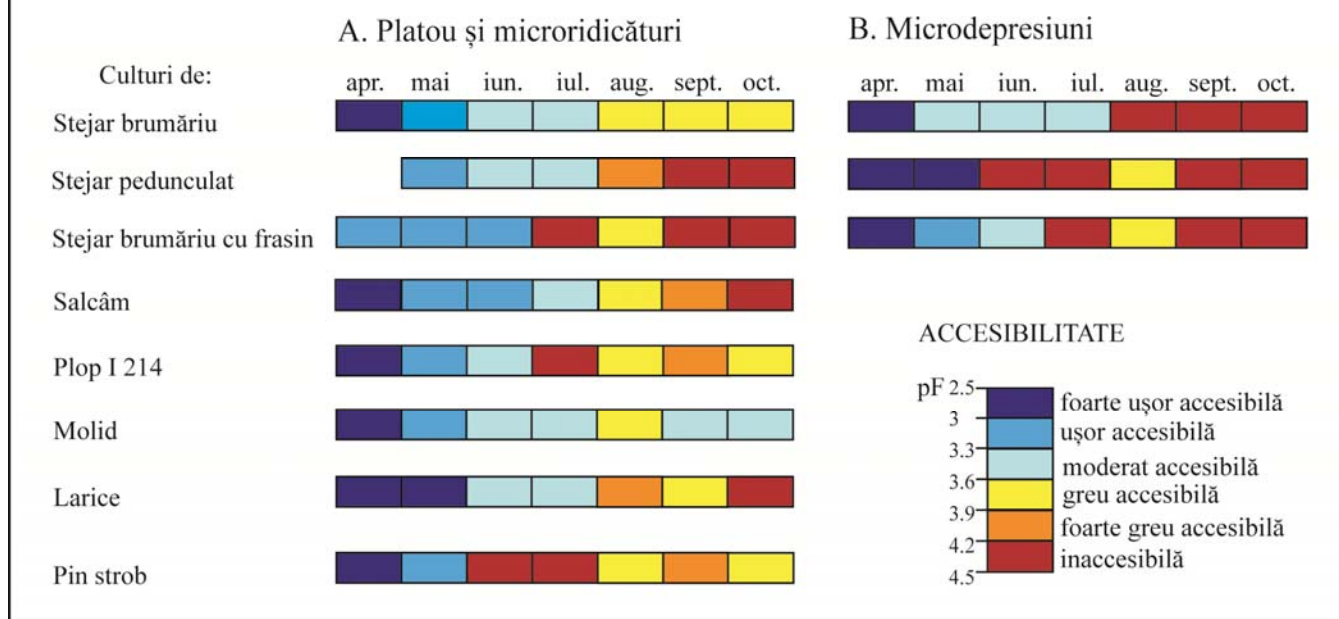 A. Platou și microridicături
B. Microdepresiuni
Culturi de:
apr. mai iun. iul. aug. sept. oct.
apr. mai iun. iul. aug. sept. oct.
Stejar brumăriu
Stejar pedunculat
Stejar brumăriu cu frasin
Salcâm
Plop I 214
Molid
Larice
Pin strob
ACCESIBILITATE
pF 2.5
foarte ușor accesibilă
3
ușor accesibilă
3.3
moderat accesibilă
3.6
greu accesibilă
3.9
foarte greu accesibilă
4.2
inaccesibilă
4.5